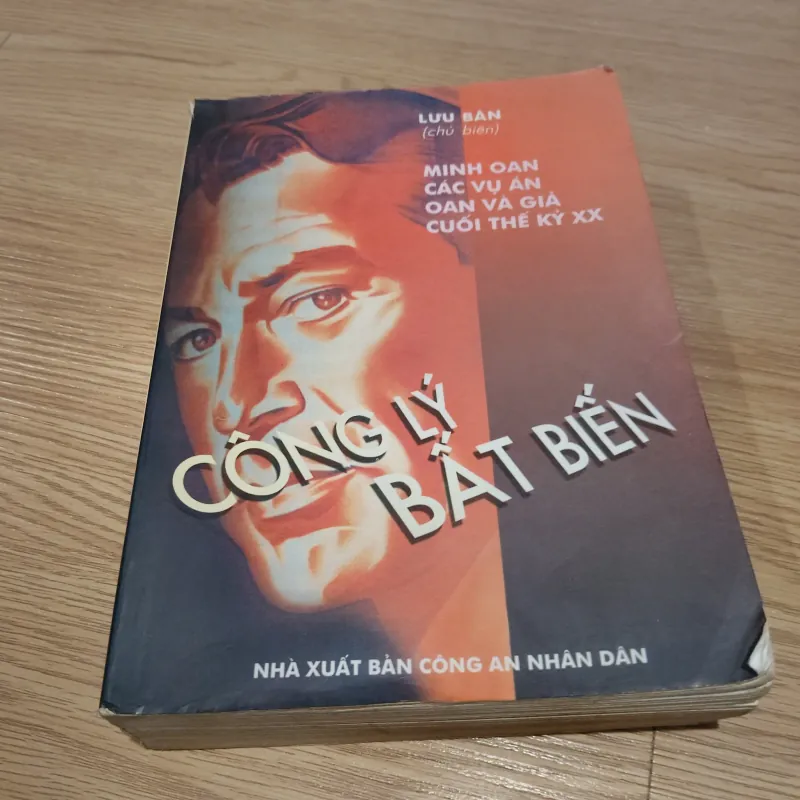 LƯU BÂN
(chủ biên)
MINH OAN
CÁC VỤ ÁN
OAN VÀ GIẢ
CUỐI THẾ KỶ XX
CÔNG LÝ
BẤT BIẾN
NHÀ XUẤT BẢN CÔNG AN NHÂN DÂN